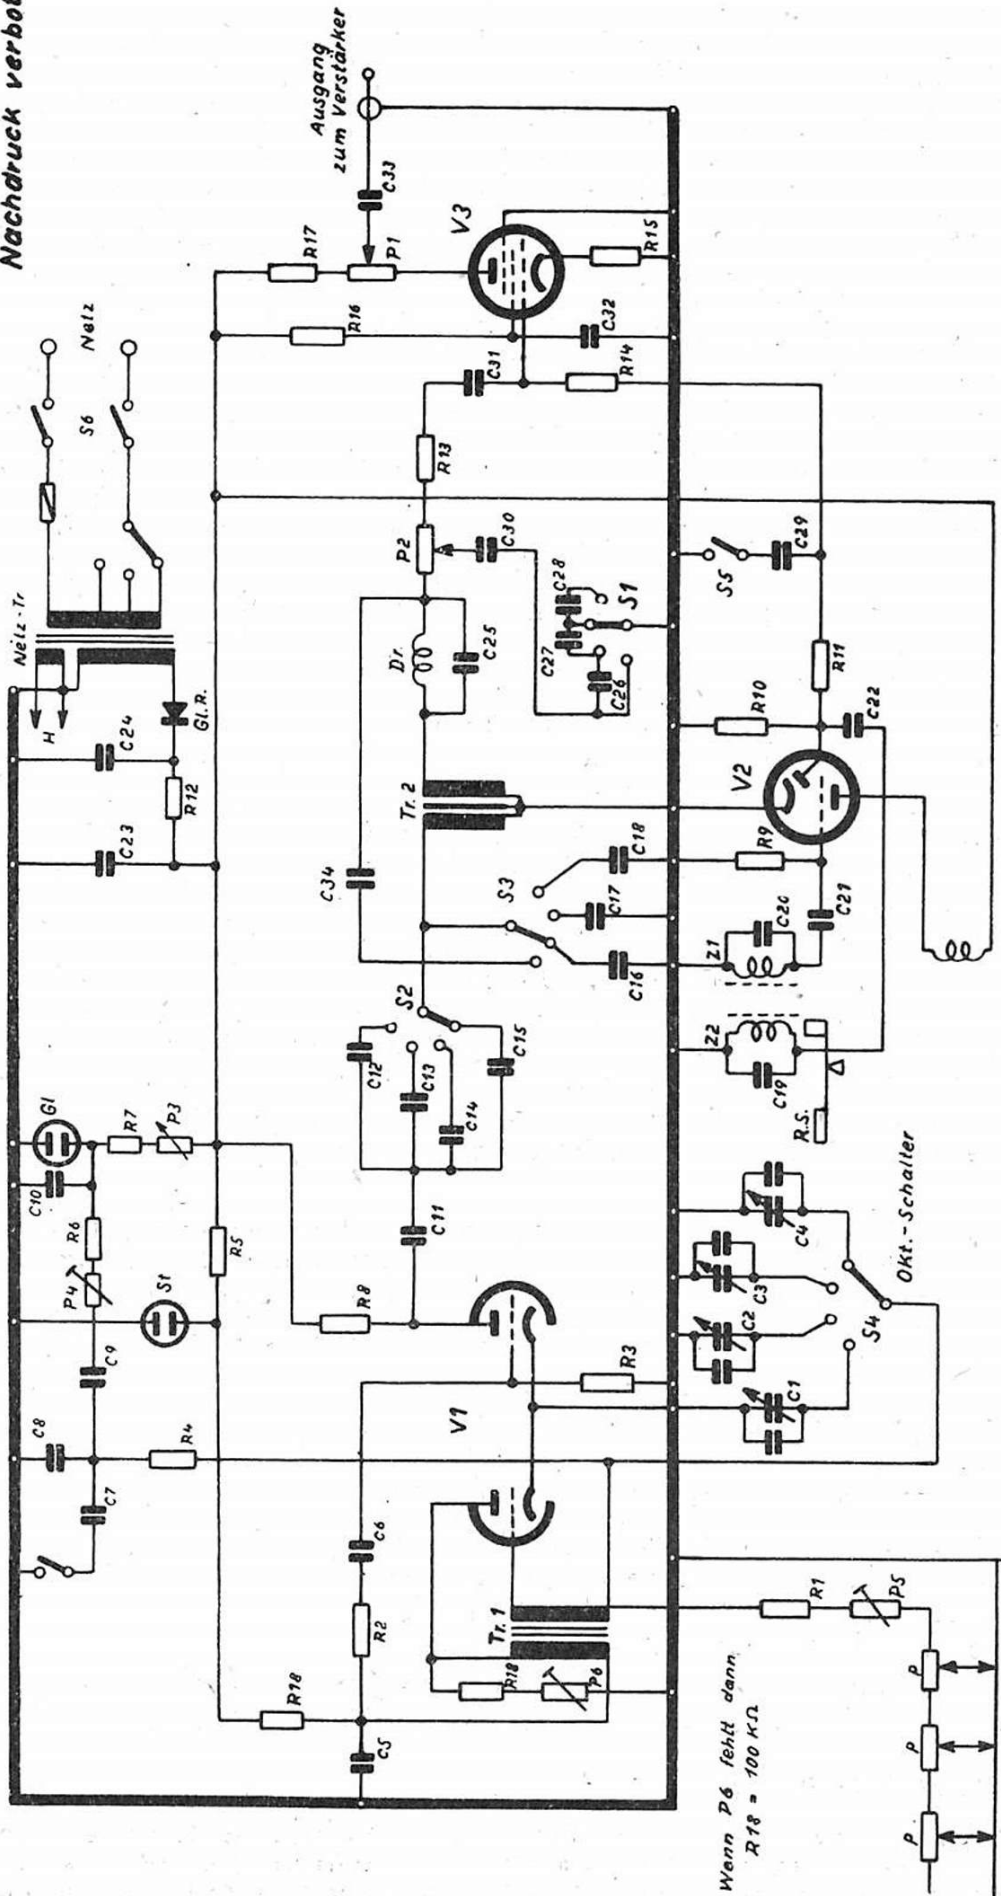 Nachdruck verbot
Netz
S6
Netz-Tr
H
Gl.R.
C24
R12
C23
Ausgang
zum Verstärker
C33
R17
P1
R16
V3
R15
C32
C31
R14
R13
P2
C30
C28
C27
C26
S1
Dr.
C25
Tr.2
C34
S3
C18
C17
C16
S2
C12
C13
C14
C15
C11
Gl
C10
R7
P3
R6
P4
St
R5
C9
C8
C7
R4
R8
V1
R3
C6
R2
R18
C5
Tr.1
R18
P6
S5
C29
R11
R10
C22
V2
R9
C21
C20
Z1
Z2
C19
R.S.
C4
C3
C2
C1
S4
Okt.-Schalter
R1
P5
P
P
P
Wenn P6 fehlt dann
R18 = 100 KΩ